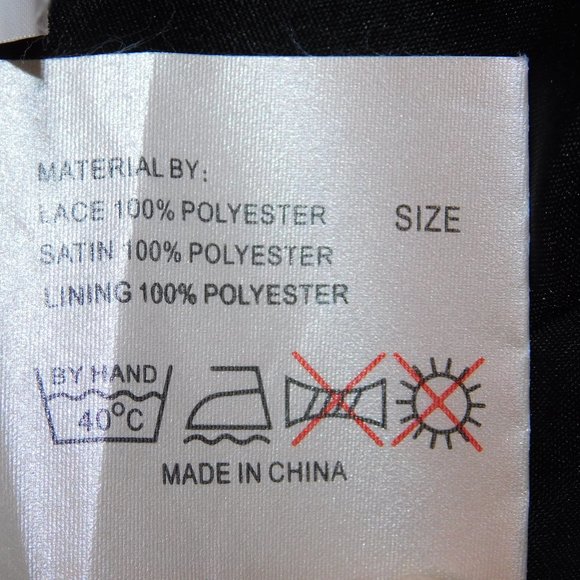 MATERIAL BY:
LACE 100% POLYESTER
SIZE
SATIN 100% POLYESTER
LINING 100% POLYESTER
BY HAND
40°C
MADE IN CHINA